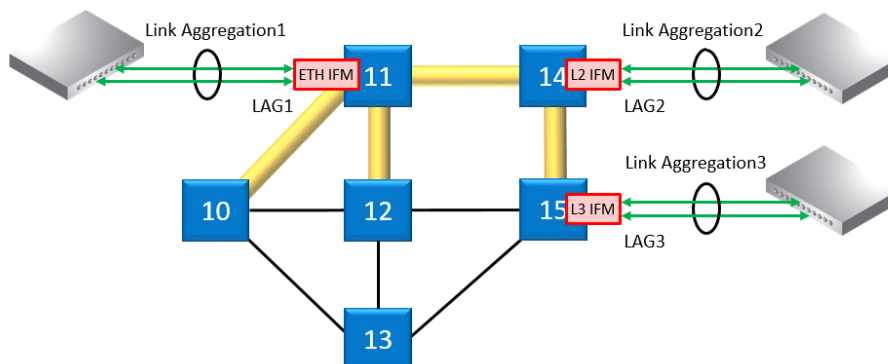 Link Aggregation1
Link Aggregation2
ETH IFM
11
14
L2 IFM
LAG1
LAG2
Link Aggregation3
10
12
15
L3 IFM
LAG3
13